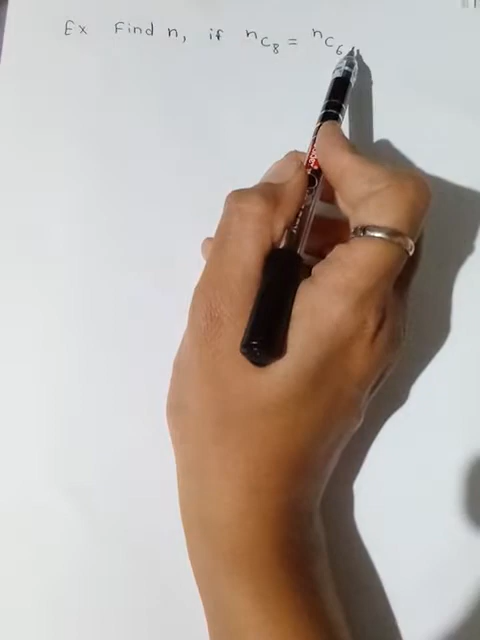 Ex Find n, if ⁿC₈ = ⁿC₆